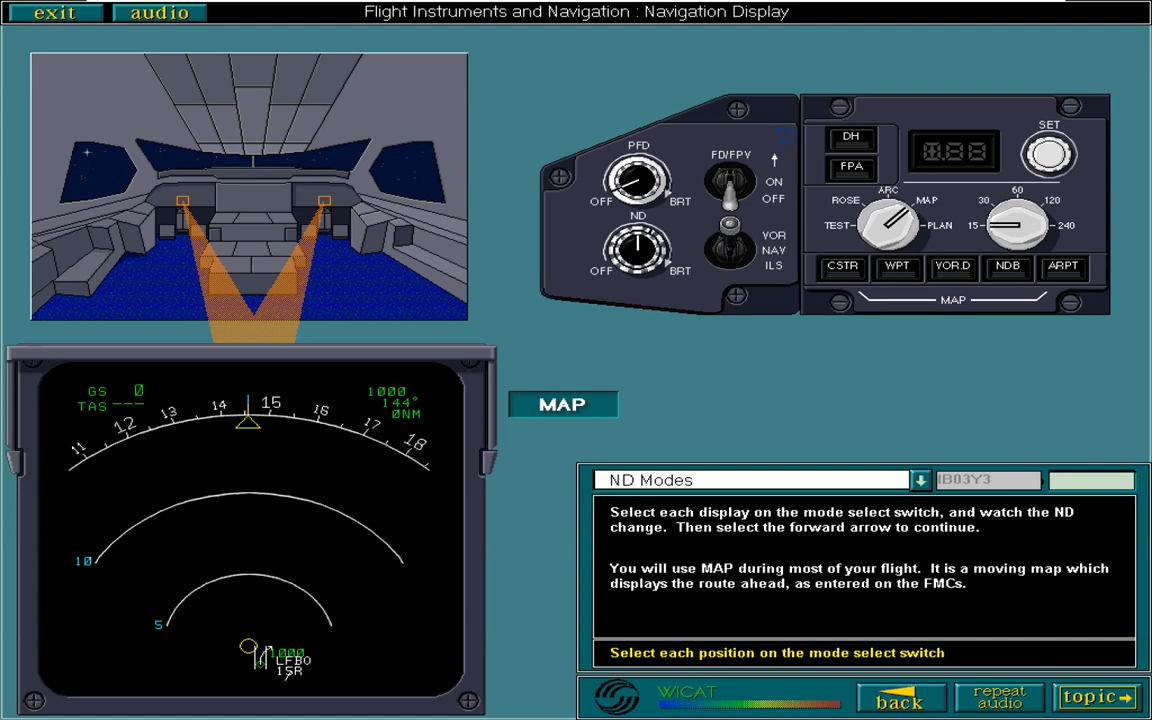 exit
audio
Flight Instruments and Navigation : Navigation Display
PFD
OFF
BRT
ND
OFF
BRT
FD/FPV
ON
OFF
VOR
NAV
ILS
DH
FPA
SET
ROSE
ARC
MAP
TEST
PLAN
15
30
60
120
240
CSTR
WPT
VOR.D
NDB
ARPT
MAP
GS 0
TAS ---
1000
144°
0NM
11 12 13 14 15 16 17 18
10
5
1000
LFBO
15R
MAP
ND Modes
IB03Y3
Select each display on the mode select switch, and watch the ND
change. Then select the forward arrow to continue.
You will use MAP during most of your flight. It is a moving map which
displays the route ahead, as entered on the FMCs.
Select each position on the mode select switch
WICAT
back
repeat
audio
topic